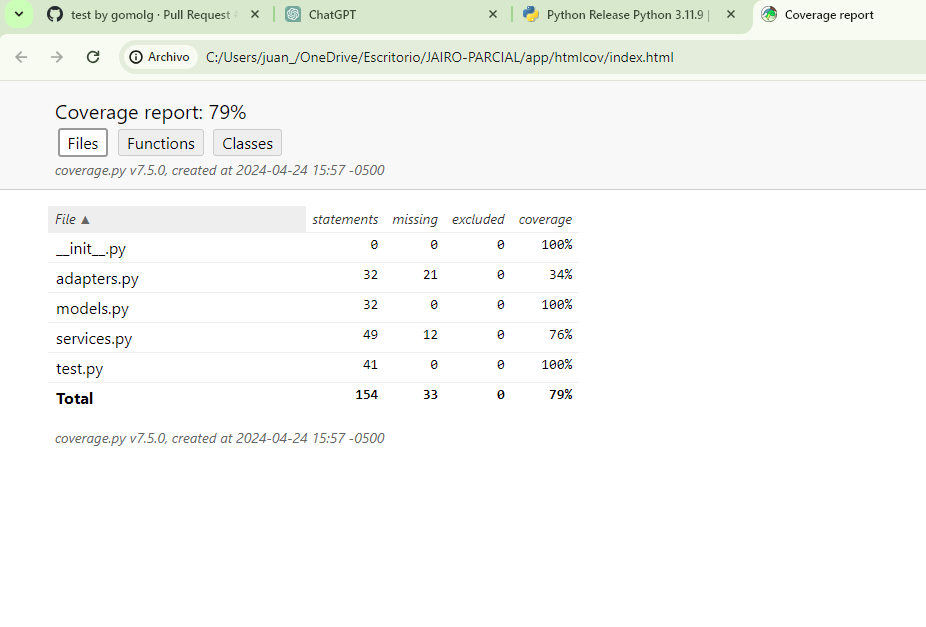 test by gomolg · Pull Request
ChatGPT
Python Release Python 3.11.9 |
Coverage report
Archivo
C:/Users/juan_/OneDrive/Escritorio/JAIRO-PARCIAL/app/htmlcov/index.html
Coverage report: 79%
Files Functions Classes
coverage.py v7.5.0, created at 2024-04-24 15:57 -0500
File ▲ statements missing excluded coverage
__init__.py 0 0 0 100%
adapters.py 32 21 0 34%
models.py 32 0 0 100%
services.py 49 12 0 76%
test.py 41 0 0 100%
Total 154 33 0 79%
coverage.py v7.5.0, created at 2024-04-24 15:57 -0500